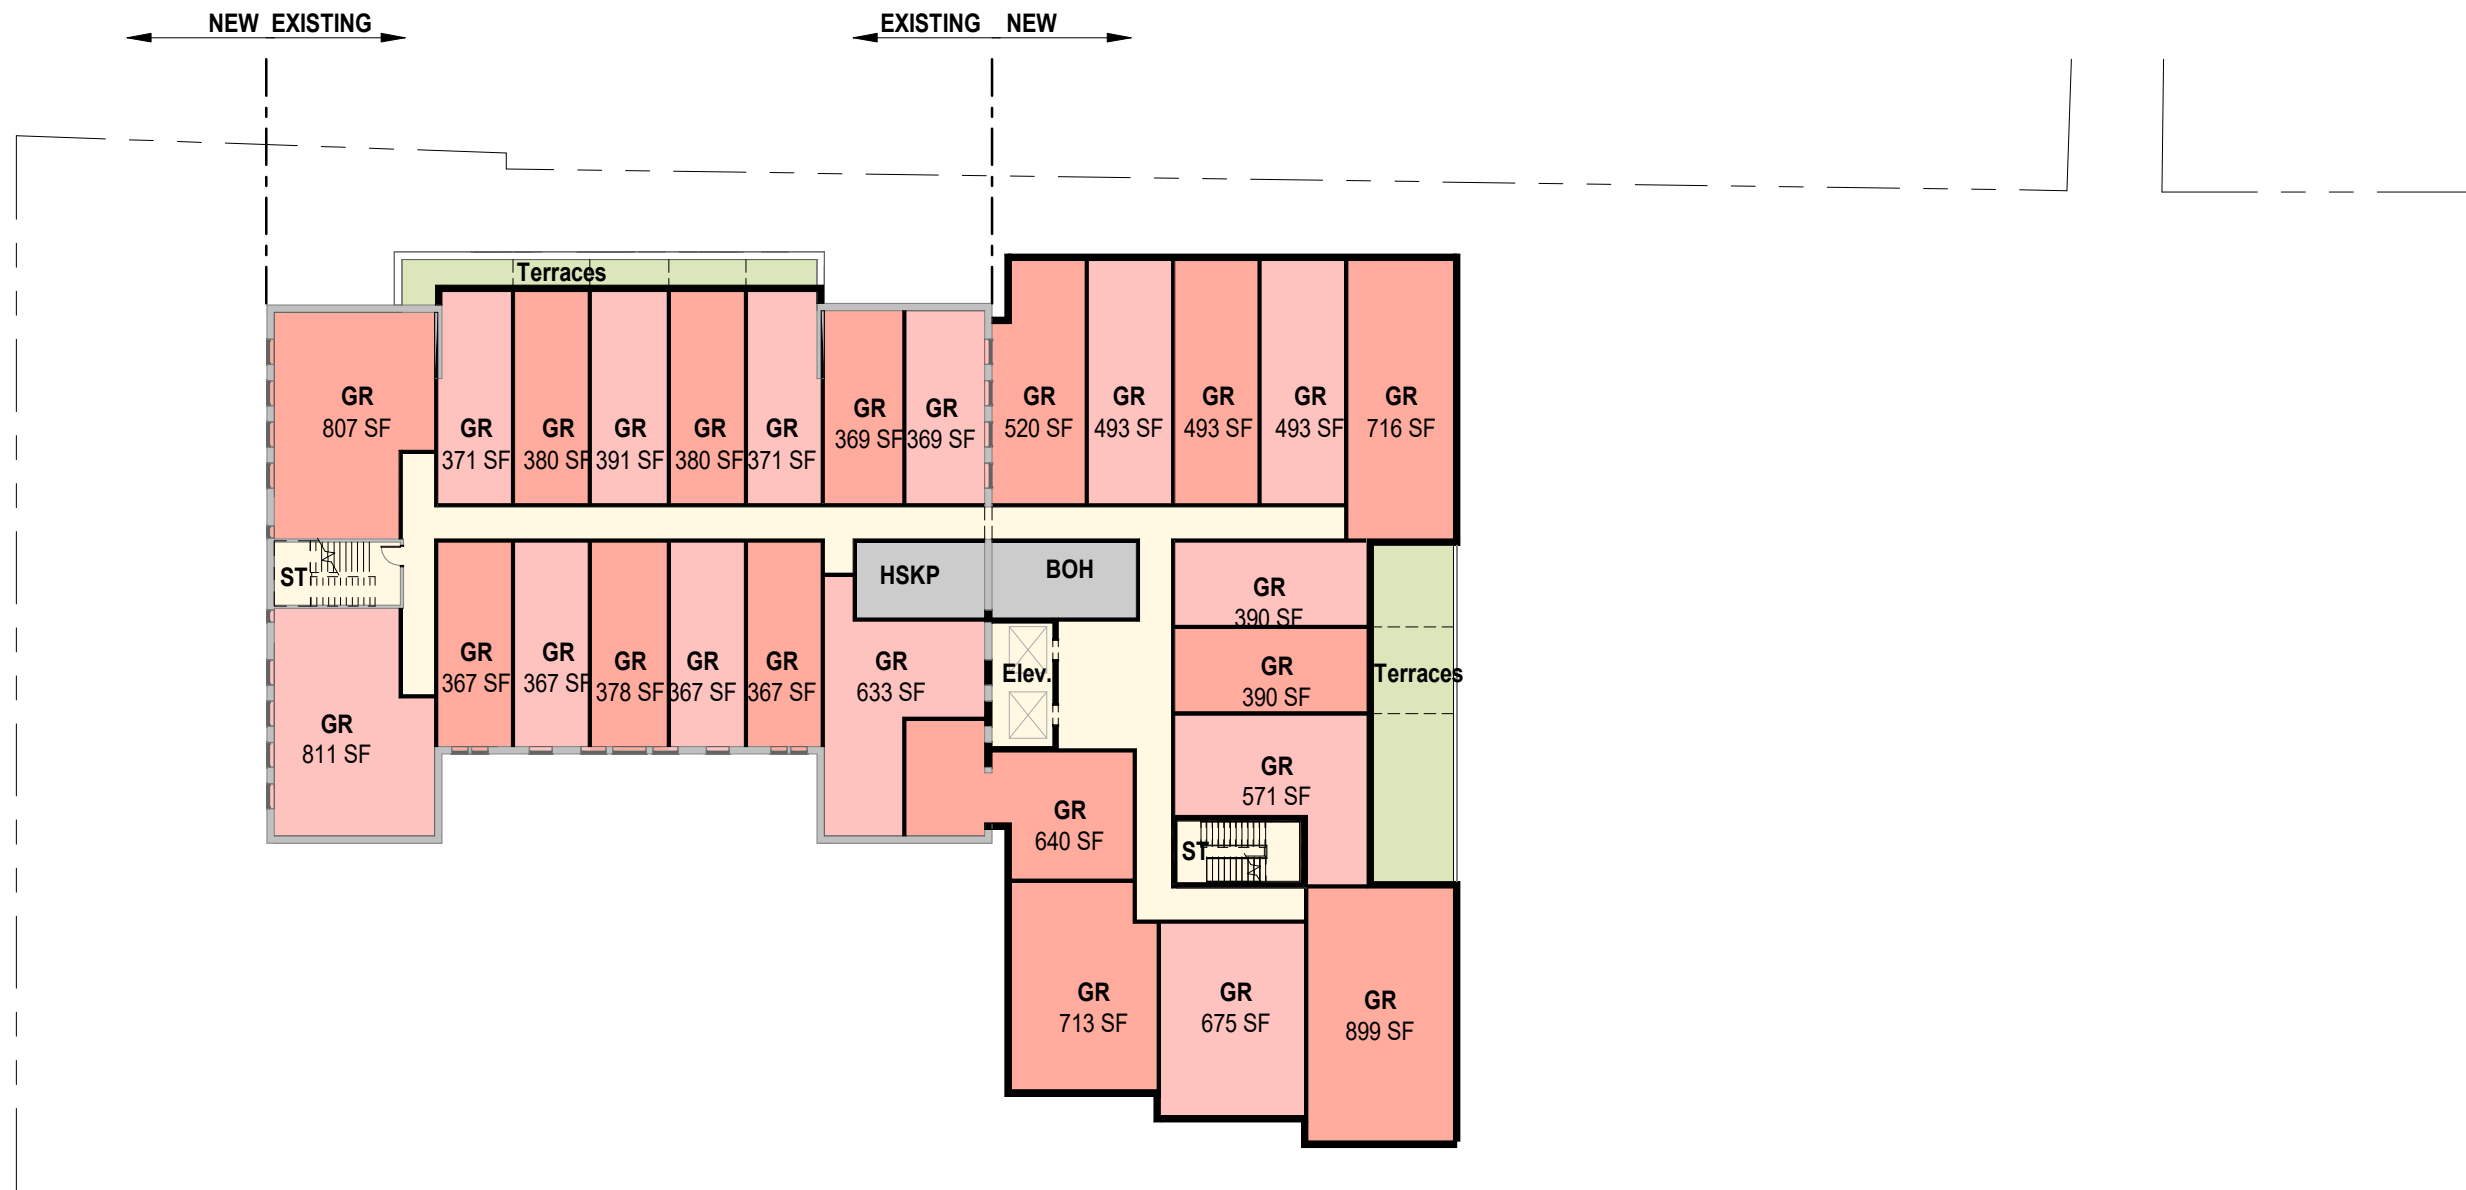 NEW EXISTING
EXISTING NEW
Terraces
GR
807 SF
GR
371 SF
GR
380 SF
GR
391 SF
GR
380 SF
GR
371 SF
GR
369 SF
GR
369 SF
GR
520 SF
GR
493 SF
GR
493 SF
GR
493 SF
GR
716 SF
ST
HSKP
BOH
GR
390 SF
GR
367 SF
GR
367 SF
GR
378 SF
GR
367 SF
GR
367 SF
GR
633 SF
Elev.
GR
390 SF
Terraces
GR
811 SF
GR
571 SF
GR
640 SF
ST
GR
713 SF
GR
675 SF
GR
899 SF